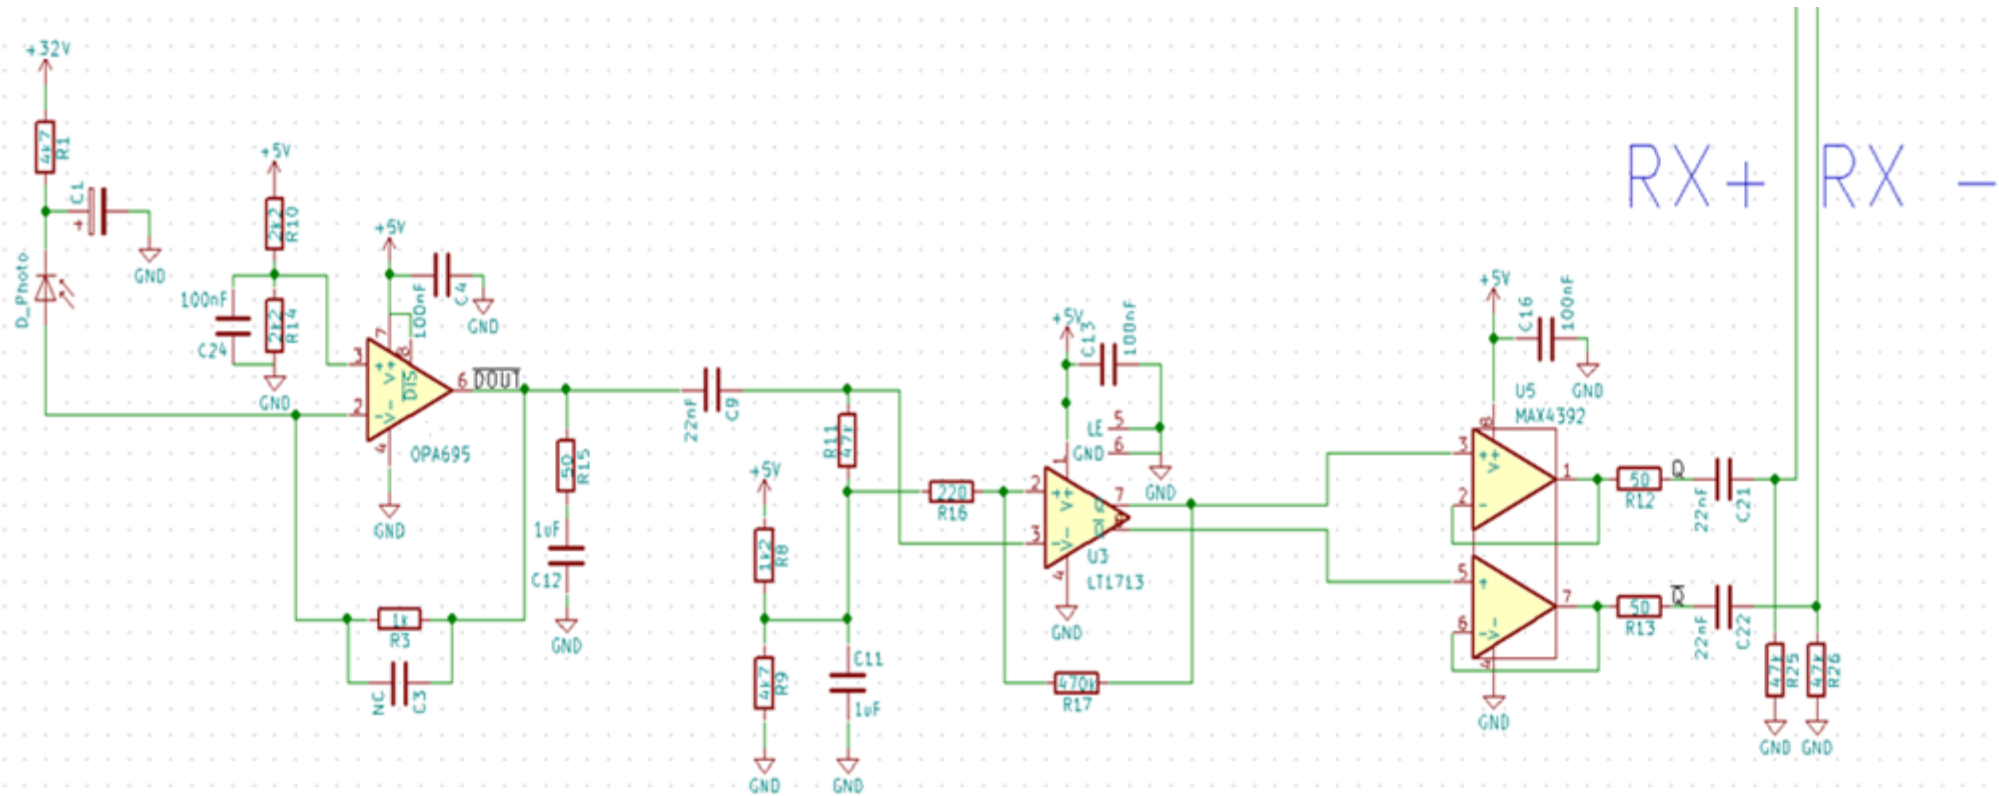 +32V
4k7
R1
C1
+
GND
D_Photo
+5V
2k2
R10
100nF
C24
2k2
R14
GND
+5V
100nF
C4
GND
7
8
3
2
6
4
+
V+
-
V-
DIS
DOUT
OPA695
GND
50
R15
1uF
C12
GND
1k
R3
NC
C3
22nF
C9
R11
47k
+5V
1k2
R8
4k7
R9
GND
C11
1uF
GND
220
R16
+5V
C13
100nF
LE
5
GND
6
GND
1
2
3
7
4
+
V+
-
V-
U3
LT1713
GND
470k
R17
+5V
C16
100nF
GND
U5
MAX4392
8
3
2
1
+
V+
-
5
6
7
4
+
-
V-
GND
50
R12
Q
22nF
C21
50
R13
Q
22nF
C22
47k
R25
47k
R26
GND
GND
RX+ RX -